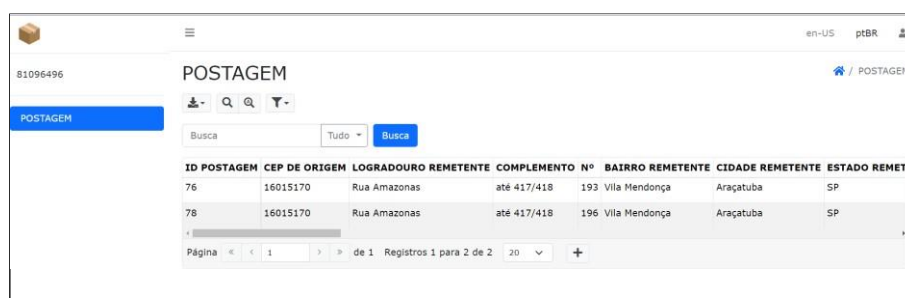 en-US ptBR
81096496
POSTAGEM
/ POSTAGEM
POSTAGEM
Busca Tudo Busca
ID POSTAGEM CEP DE ORIGEM LOGRADOURO REMETENTE COMPLEMENTO Nº BAIRRO REMETENTE CIDADE REMETENTE ESTADO REMET
76 16015170 Rua Amazonas até 417/418 193 Vila Mendonça Araçatuba SP
78 16015170 Rua Amazonas até 417/418 196 Vila Mendonça Araçatuba SP
Página « ‹ 1 › » de 1 Registros 1 para 2 de 2 20 +